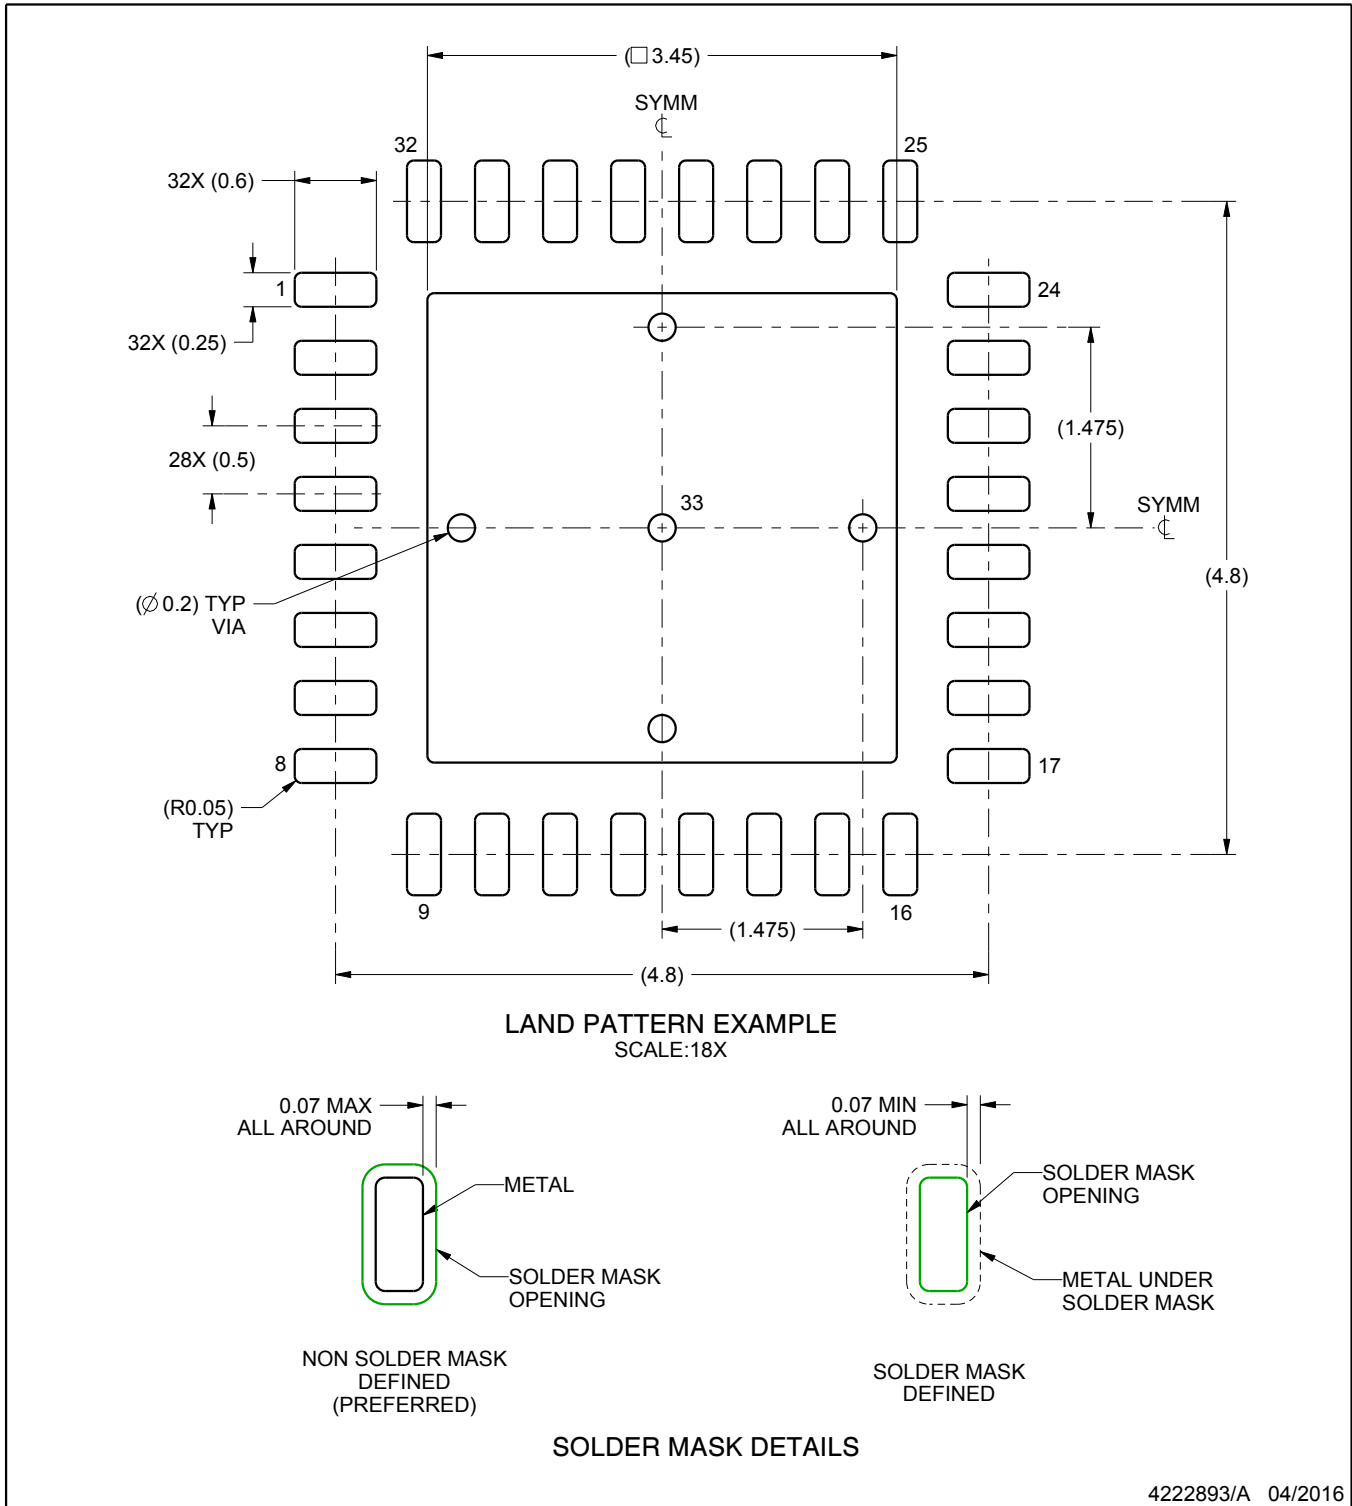 (□ 3.45)
SYMM
℄
32
25
32X (0.6)
1
24
32X (0.25)
(1.475)
28X (0.5)
33
SYMM
℄
(4.8)
(Ø 0.2) TYP
VIA
8
17
(R0.05)
TYP
9
16
(1.475)
(4.8)
LAND PATTERN EXAMPLE
SCALE:18X
0.07 MAX
ALL AROUND
METAL
SOLDER MASK
OPENING
NON SOLDER MASK
DEFINED
(PREFERRED)
0.07 MIN
ALL AROUND
SOLDER MASK
OPENING
METAL UNDER
SOLDER MASK
SOLDER MASK
DEFINED
SOLDER MASK DETAILS
4222893/A 04/2016